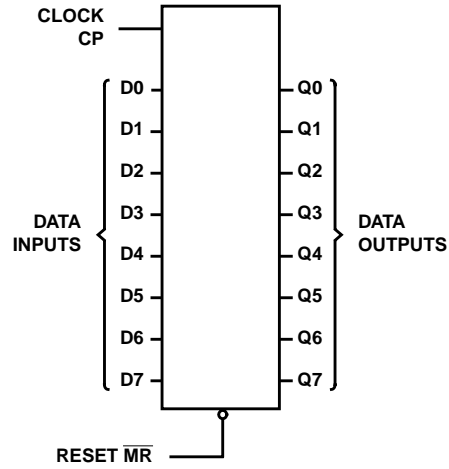 CLOCK
CP
D0
Q0
D1
Q1
D2
Q2
D3
Q3
DATA
INPUTS
DATA
OUTPUTS
D4
Q4
D5
Q5
D6
Q6
D7
Q7
RESET M̅R̅